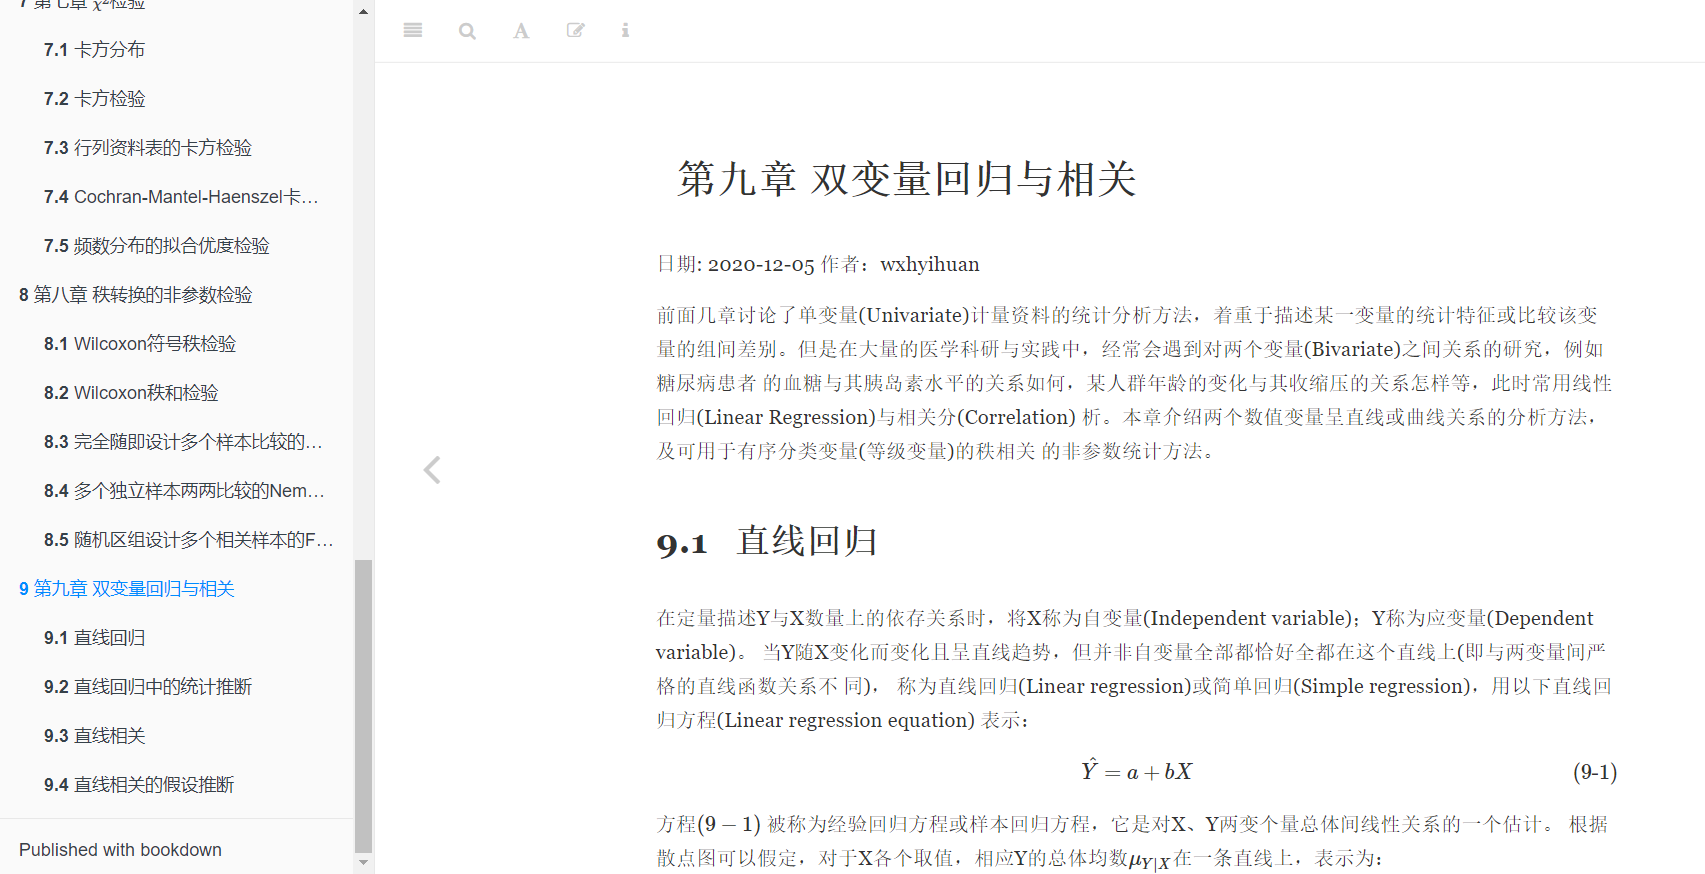 7 第七章 χ²检验
7.1 卡方分布
7.2 卡方检验
7.3 行列资料表的卡方检验
7.4 Cochran-Mantel-Haenszel卡…
7.5 频数分布的拟合优度检验
8 第八章 秩转换的非参数检验
8.1 Wilcoxon符号秩检验
8.2 Wilcoxon秩和检验
8.3 完全随即设计多个样本比较的…
8.4 多个独立样本两两比较的Nem…
8.5 随机区组设计多个相关样本的F…
9 第九章 双变量回归与相关
9.1 直线回归
9.2 直线回归中的统计推断
9.3 直线相关
9.4 直线相关的假设推断
Published with bookdown
第九章 双变量回归与相关
日期: 2020-12-05 作者：wxhyihuan
前面几章讨论了单变量(Univariate)计量资料的统计分析方法，着重于描述某一变量的统计特征或比较该变
量的组间差别。但是在大量的医学科研与实践中，经常会遇到对两个变量(Bivariate)之间关系的研究，例如
糖尿病患者 的血糖与其胰岛素水平的关系如何，某人群年龄的变化与其收缩压的关系怎样等，此时常用线性
回归(Linear Regression)与相关分(Correlation) 析。本章介绍两个数值变量呈直线或曲线关系的分析方法，
及可用于有序分类变量(等级变量)的秩相关 的非参数统计方法。
9.1 直线回归
在定量描述Y与X数量上的依存关系时，将X称为自变量(Independent variable)；Y称为应变量(Dependent
variable)。 当Y随X变化而变化且呈直线趋势，但并非自变量全部都恰好全都在这个直线上(即与两变量间严
格的直线函数关系不 同)， 称为直线回归(Linear regression)或简单回归(Simple regression)，用以下直线回
归方程(Linear regression equation) 表示：
Ŷ = a + bX (9-1)
方程(9 − 1) 被称为经验回归方程或样本回归方程，它是对X、Y两变个量总体间线性关系的一个估计。 根据
散点图可以假定，对于X各个取值，相应Y的总体均数μ_{Y|X}在一条直线上，表示为：